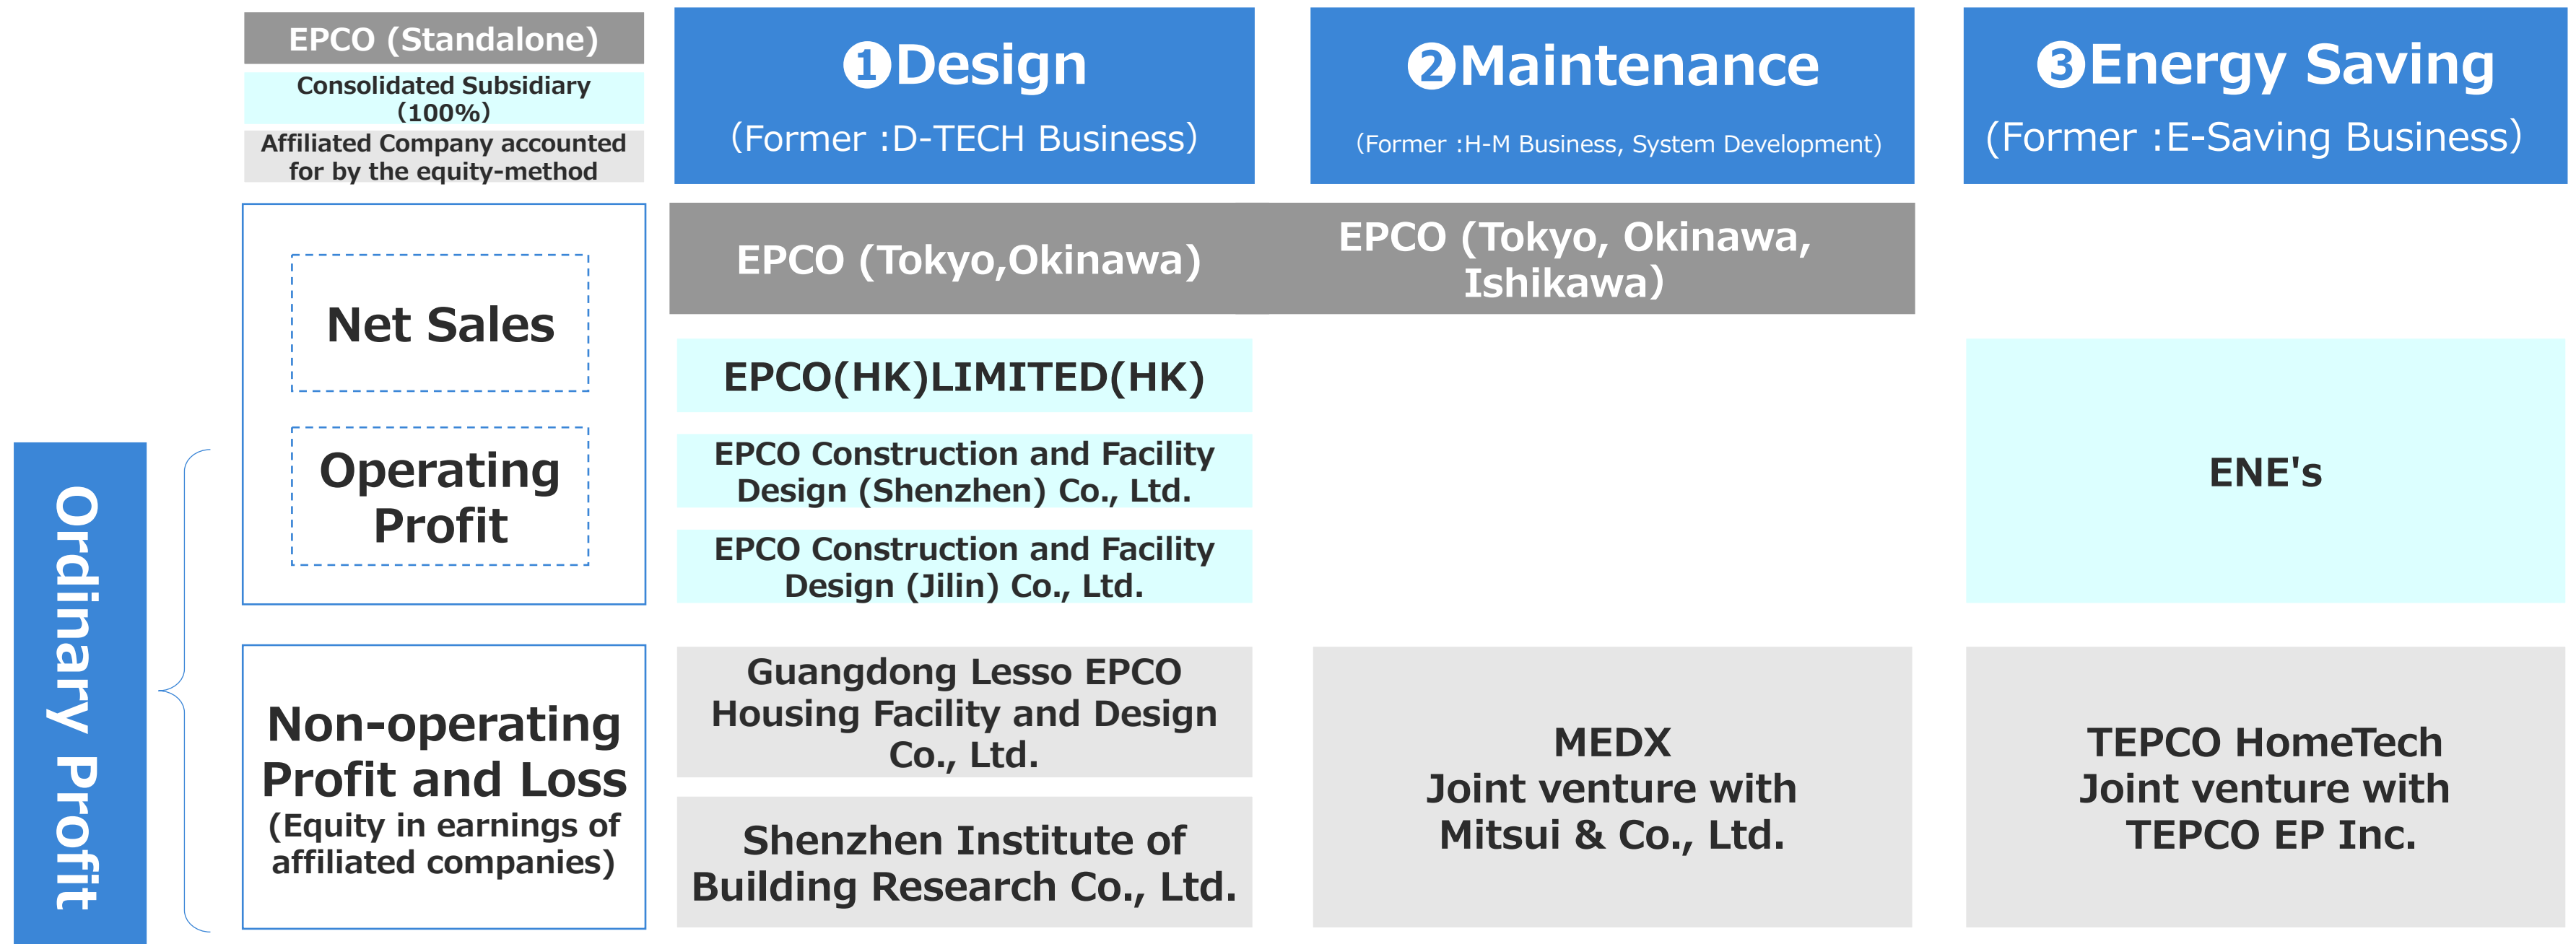 EPCO (Standalone)
Consolidated Subsidiary
(100%)
Affiliated Company accounted
for by the equity-method
❶Design
(Former :D-TECH Business)
❷Maintenance
(Former :H-M Business, System Development)
❸Energy Saving
(Former :E-Saving Business)
Ordinary Profit
Net Sales
Operating
Profit
Non-operating
Profit and Loss
(Equity in earnings of
affiliated companies)
EPCO (Tokyo,Okinawa)
EPCO (Tokyo, Okinawa,
Ishikawa)
EPCO(HK)LIMITED(HK)
EPCO Construction and Facility
Design (Shenzhen) Co., Ltd.
EPCO Construction and Facility
Design (Jilin) Co., Ltd.
ENE's
Guangdong Lesso EPCO
Housing Facility and Design
Co., Ltd.
Shenzhen Institute of
Building Research Co., Ltd.
MEDX
Joint venture with
Mitsui & Co., Ltd.
TEPCO HomeTech
Joint venture with
TEPCO EP Inc.